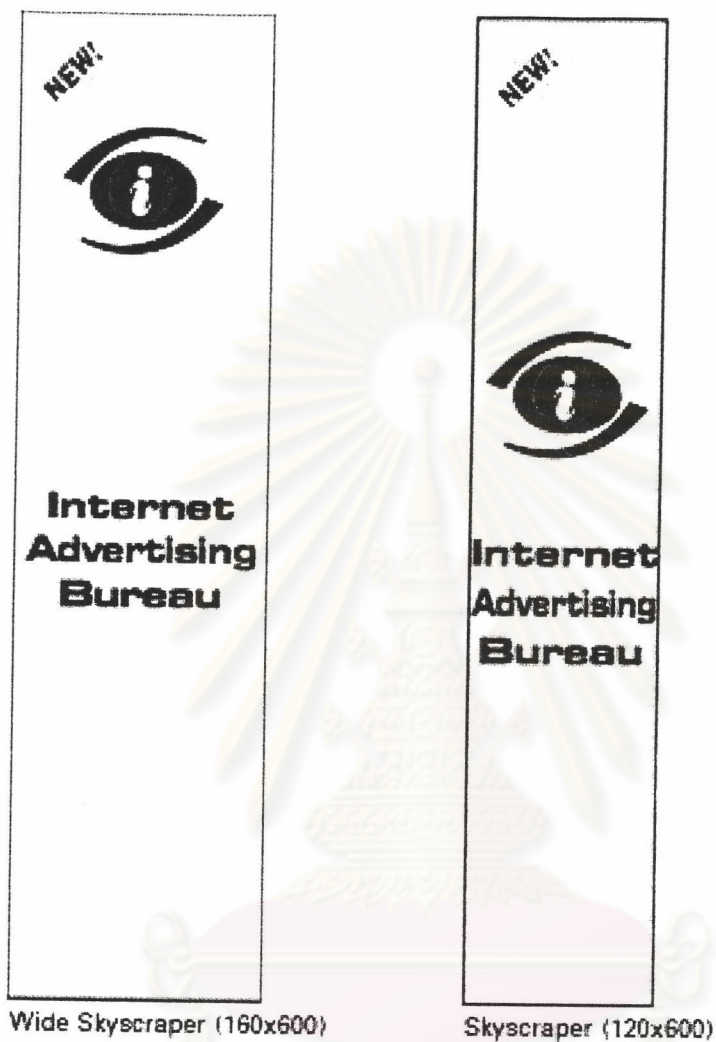 NEW!
i
Internet
Advertising
Bureau
Wide Skyscraper (160x600)
NEW!
i
Internet
Advertising
Bureau
Skyscraper (120x600)